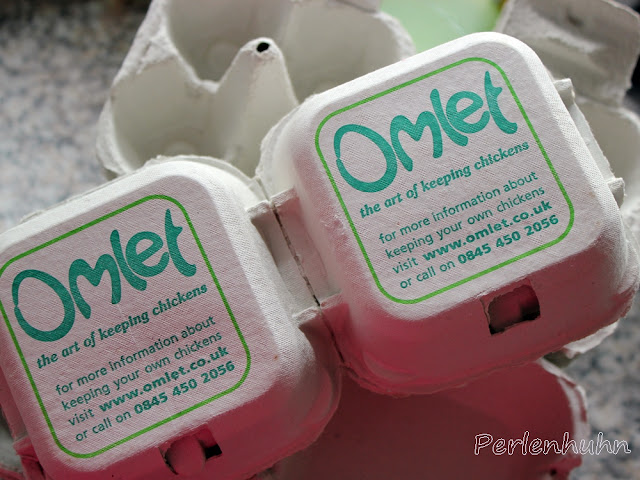 Omlet
the art of keeping chickens
for more information about
keeping your own chickens
visit www.omlet.co.uk
or call on 0845 450 2056
Omlet
the art of keeping chickens
for more information about
keeping your own chickens
visit www.omlet.co.uk
or call on 0845 450 2056
Perlenhuhn